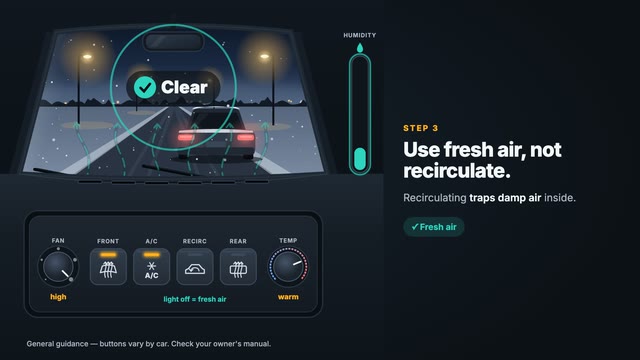 HUMIDITY
Clear
STEP 3
Use fresh air, not
recirculate.
Recirculating traps damp air inside.
✓ Fresh air
FAN
FRONT
A/C
RECIRC
REAR
TEMP
A/C
high
light off = fresh air
warm
General guidance — buttons vary by car. Check your owner's manual.